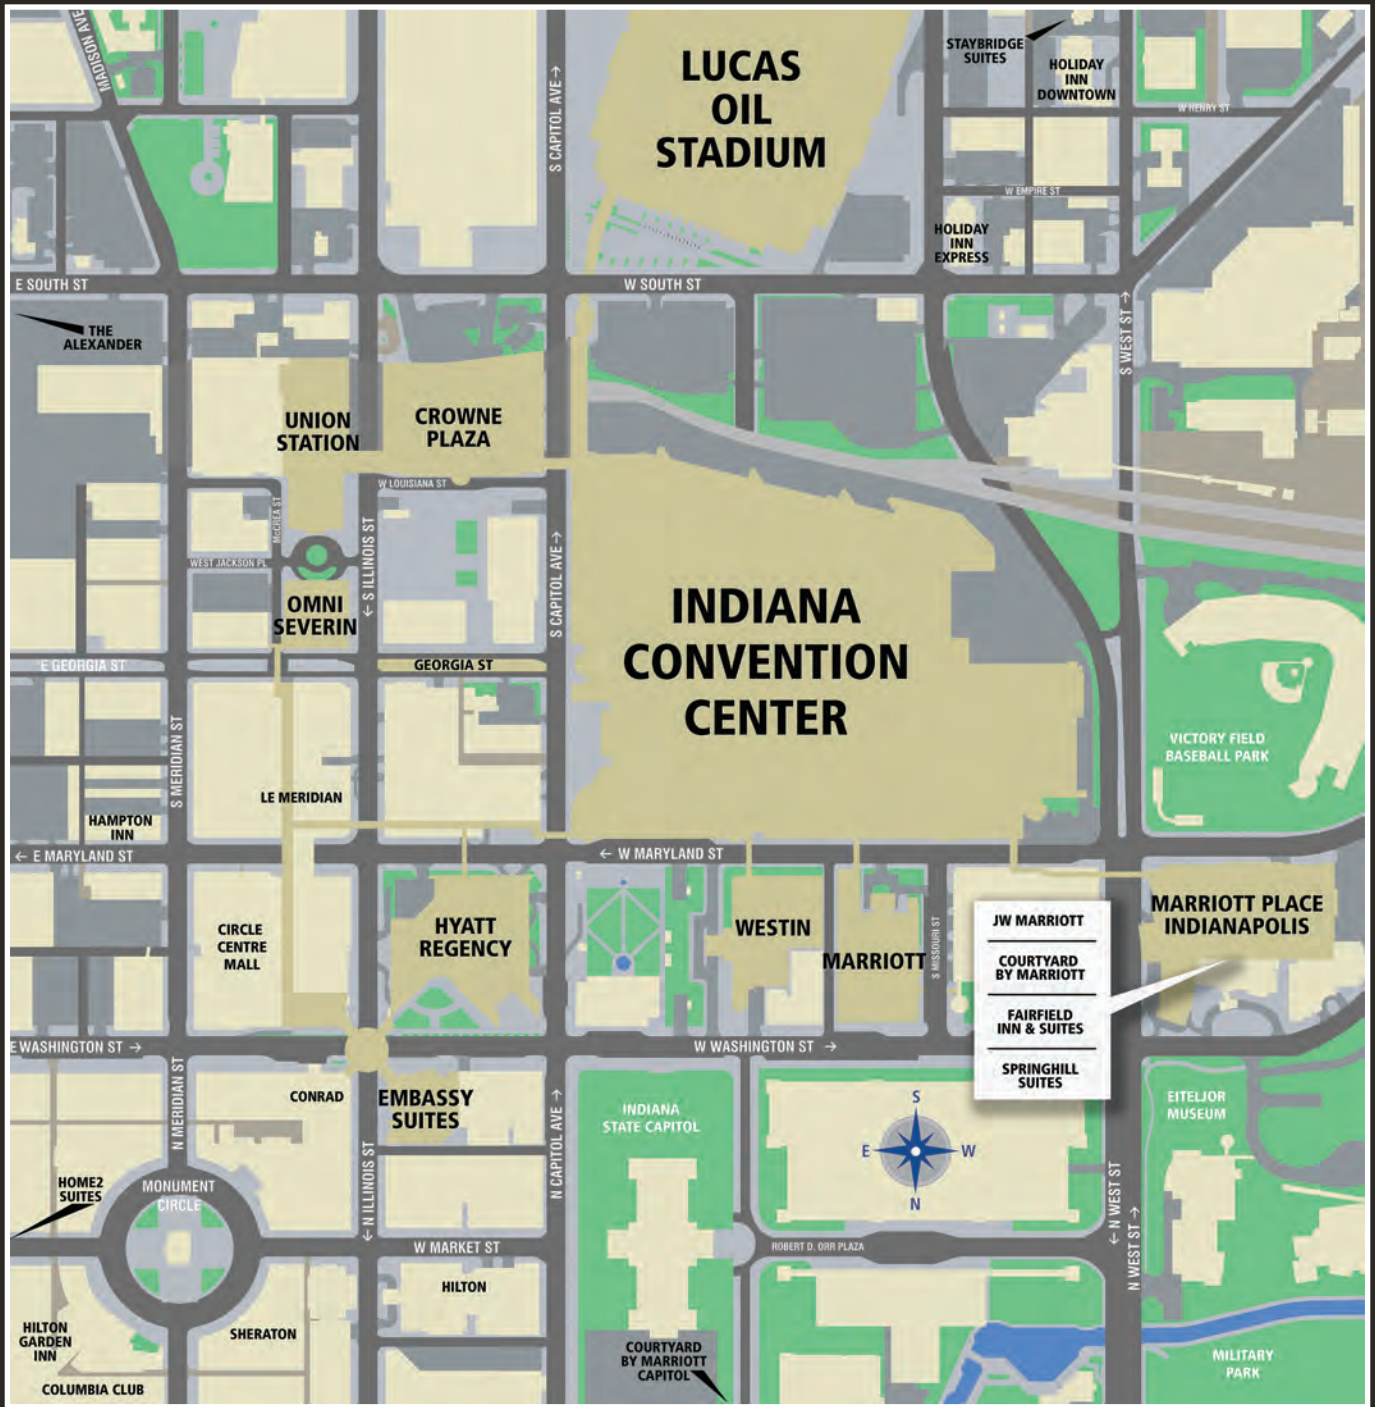 MADISON AVE
S CAPITOL AVE →
LUCAS
OIL
STADIUM
STAYBRIDGE
SUITES
HOLIDAY
INN
DOWNTOWN
W HENRY ST
W EMPIRE ST
HOLIDAY
INN
EXPRESS
E SOUTH ST
W SOUTH ST
THE
ALEXANDER
S WEST ST →
UNION
STATION
CROWNE
PLAZA
W LOUISIANA ST
McCREA ST
WEST JACKSON PL
← S ILLINOIS ST
S CAPITOL AVE →
OMNI
SEVERIN
INDIANA
CONVENTION
CENTER
E GEORGIA ST
GEORGIA ST
S MERIDIAN ST
VICTORY FIELD
BASEBALL PARK
LE MERIDIAN
HAMPTON
INN
← E MARYLAND ST
← W MARYLAND ST
CIRCLE
CENTRE
MALL
HYATT
REGENCY
WESTIN
MARRIOTT
S MISSOURI ST
MARRIOTT PLACE
INDIANAPOLIS
JW MARRIOTT
COURTYARD
BY MARRIOTT
FAIRFIELD
INN & SUITES
SPRINGHILL
SUITES
E WASHINGTON ST →
W WASHINGTON ST →
N MERIDIAN ST
CONRAD
EMBASSY
SUITES
N CAPITOL AVE →
INDIANA
STATE CAPITOL
S
E
W
N
EITELJOR
MUSEUM
HOME2
SUITES
MONUMENT
CIRCLE
← N ILLINOIS ST
← N WEST ST
N WEST ST →
W MARKET ST
ROBERT D. ORR PLAZA
HILTON
HILTON
GARDEN
INN
SHERATON
COLUMBIA CLUB
COURTYARD
BY MARRIOTT
CAPITOL
MILITARY
PARK